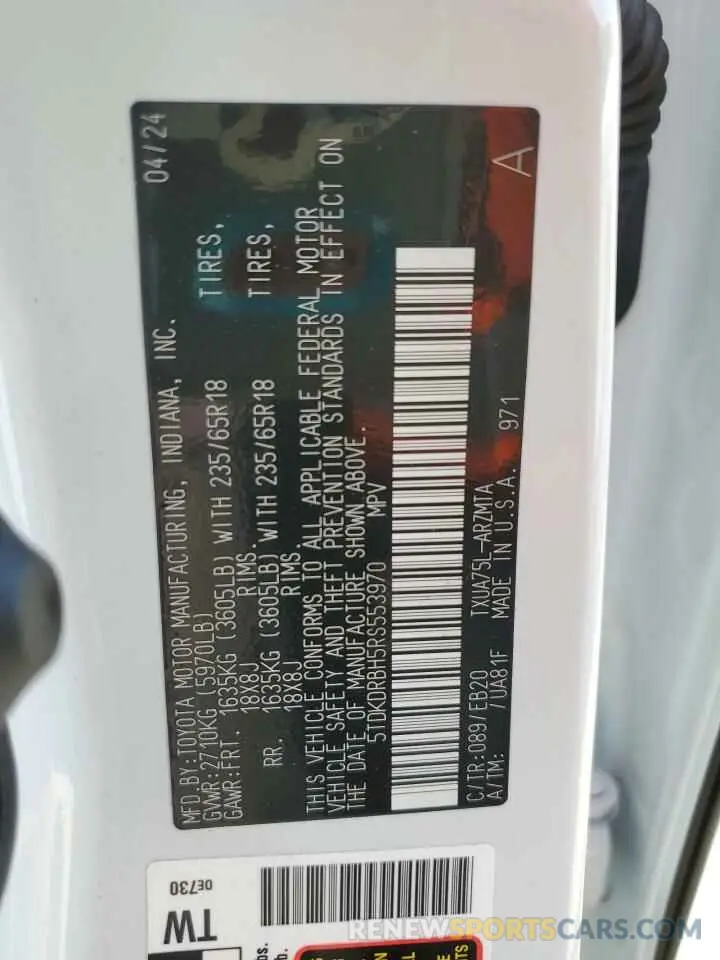 MFD.BY:TOYOTA MOTOR MANUFACTURING, INDIANA, INC. 04/24
GVWR:2710KG (5970LB)
GAWR:FRT. 1635KG (3605LB) WITH 235/65R18 TIRES,
18X8J RIMS.
RR. 1635KG (3605LB) WITH 235/65R18 TIRES,
18X8J RIMS.
THIS VEHICLE CONFORMS TO ALL APPLICABLE FEDERAL MOTOR
VEHICLE SAFETY AND THEFT PREVENTION STANDARDS IN EFFECT ON
THE DATE OF MANUFACTURE SHOWN ABOVE.
5TDKDRBH5RS553970 MPV
C/TR:089/EB20 TXUA75L-ARZMTA 971 A
A/TM: /UA81F MADE IN U.S.A.
0E730
TW
RENEWSPORTSCARS.COM